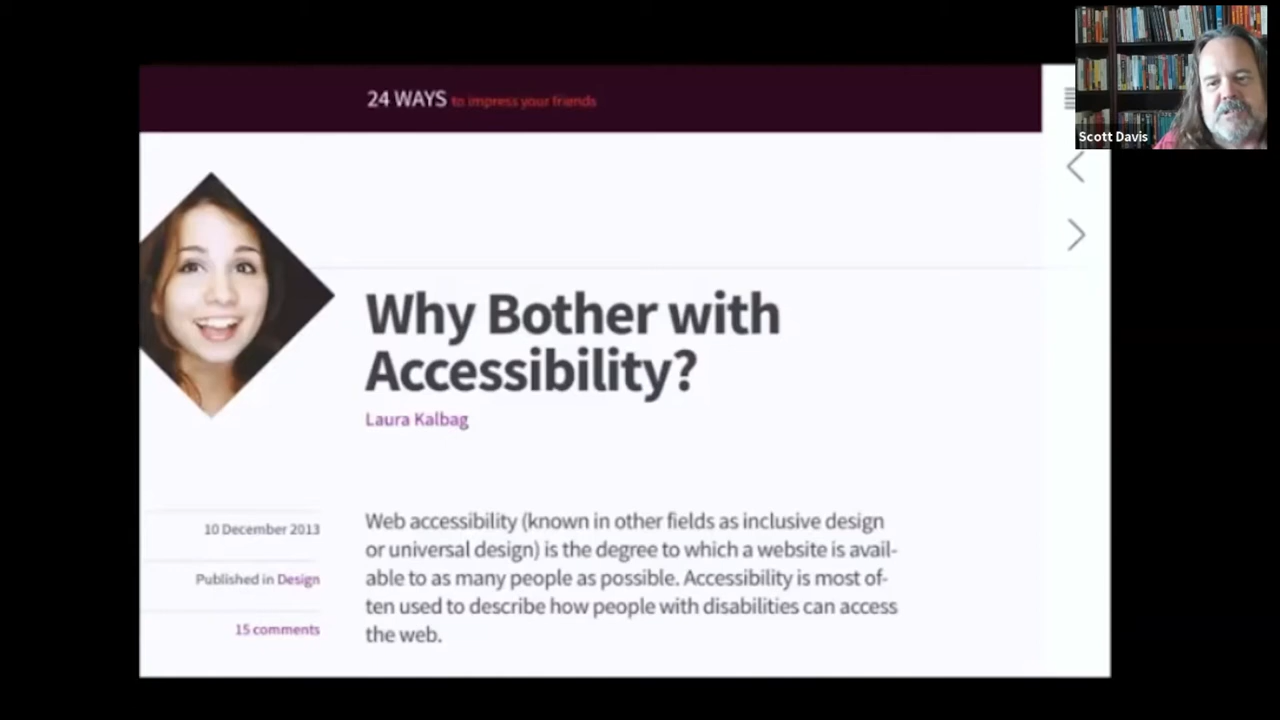 24 WAYS to impress your friends
Scott Davis
Why Bother with
Accessibility?
Laura Kalbag
10 December 2013
Published in Design
15 comments
Web accessibility (known in other fields as inclusive design
or universal design) is the degree to which a website is avail-
able to as many people as possible. Accessibility is most of-
ten used to describe how people with disabilities can access
the web.